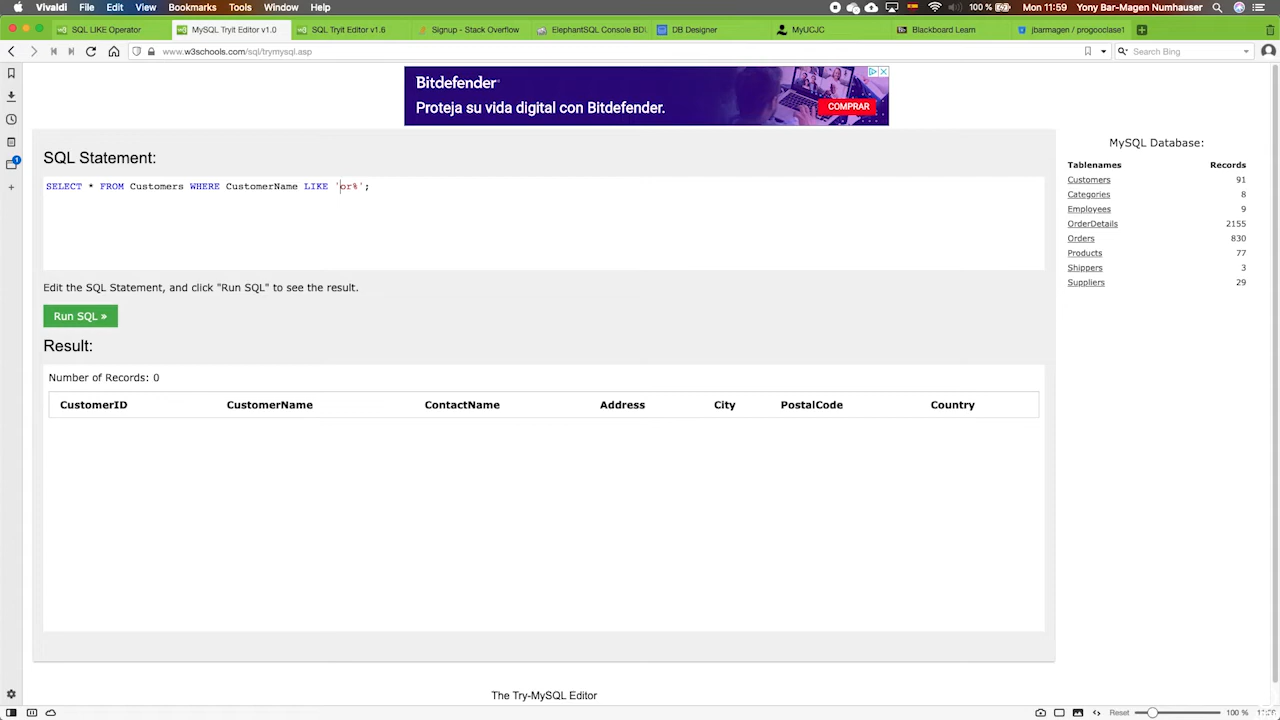 Vivaldi File Edit View Bookmarks Tools Window Help
100 % Mon 11:59 Yony Bar-Magen Numhauser
SQL LIKE Operator
MySQL Tryit Editor v1.0
SQL Tryit Editor v1.6
Signup - Stack Overflow
ElephantSQL Console BD
DB Designer
MyUCJC
Blackboard Learn
jbarmagen / progooclase1
www.w3schools.com/sql/trymysql.asp
Search Bing
Bitdefender
Proteja su vida digital con Bitdefender.
COMPRAR
SQL Statement:
SELECT * FROM Customers WHERE CustomerName LIKE 'or%';
Edit the SQL Statement, and click "Run SQL" to see the result.
Run SQL »
Result:
Number of Records: 0
CustomerID CustomerName ContactName Address City PostalCode Country
The Try-MySQL Editor
MySQL Database:
Tablenames Records
Customers 91
Categories 8
Employees 9
OrderDetails 2155
Orders 830
Products 77
Shippers 3
Suppliers 29
1
Reset 100 %